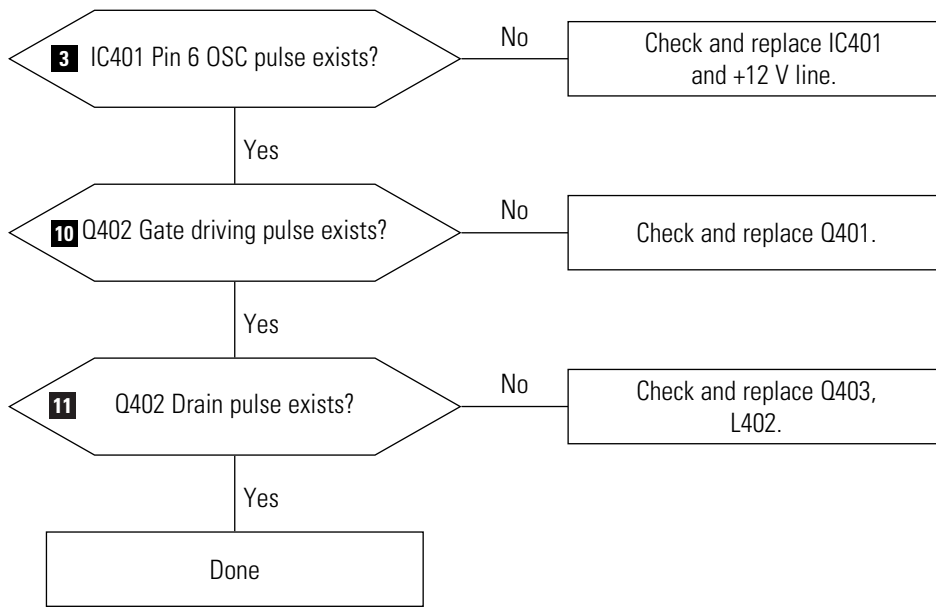 3 IC401 Pin 6 OSC pulse exists?
No
Check and replace IC401
and +12 V line.
Yes
10 Q402 Gate driving pulse exists?
No
Check and replace Q401.
Yes
11 Q402 Drain pulse exists?
No
Check and replace Q403,
L402.
Yes
Done